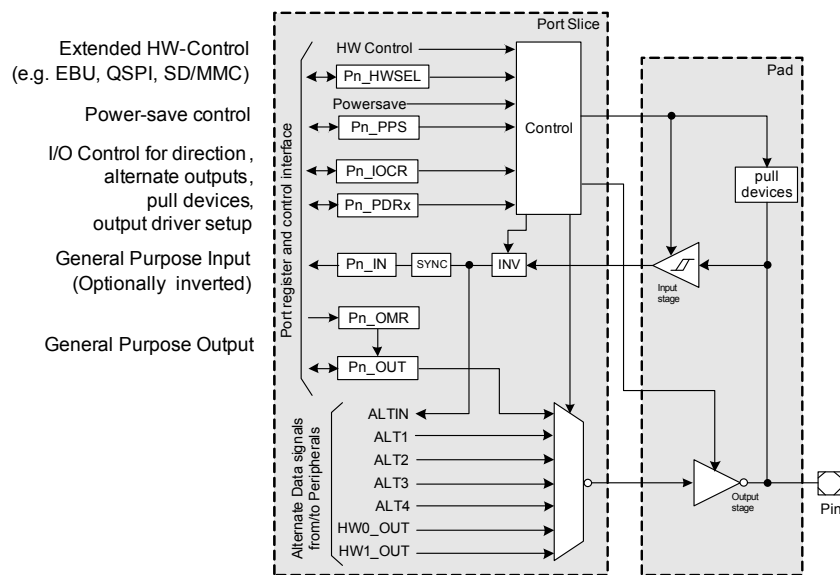 Port Slice
Extended HW-Control
(e.g. EBU, QSPI, SD/MMC)
HW Control
Pn_HWSEL
Pad
Power-save control
Powersave
Pn_PPS
Control
I/O Control for direction,
alternate outputs,
pull devices,
output driver setup
Pn_IOCR
Pn_PDRx
pull
devices
Port register and control interface
General Purpose Input
(Optionally inverted)
Pn_IN
SYNC
INV
Input
stage
General Purpose Output
Pn_OMR
Pn_OUT
Alternate Data signals
from/to Peripherals
ALTIN
ALT1
ALT2
ALT3
ALT4
HW0_OUT
HW1_OUT
Output
stage
Pin